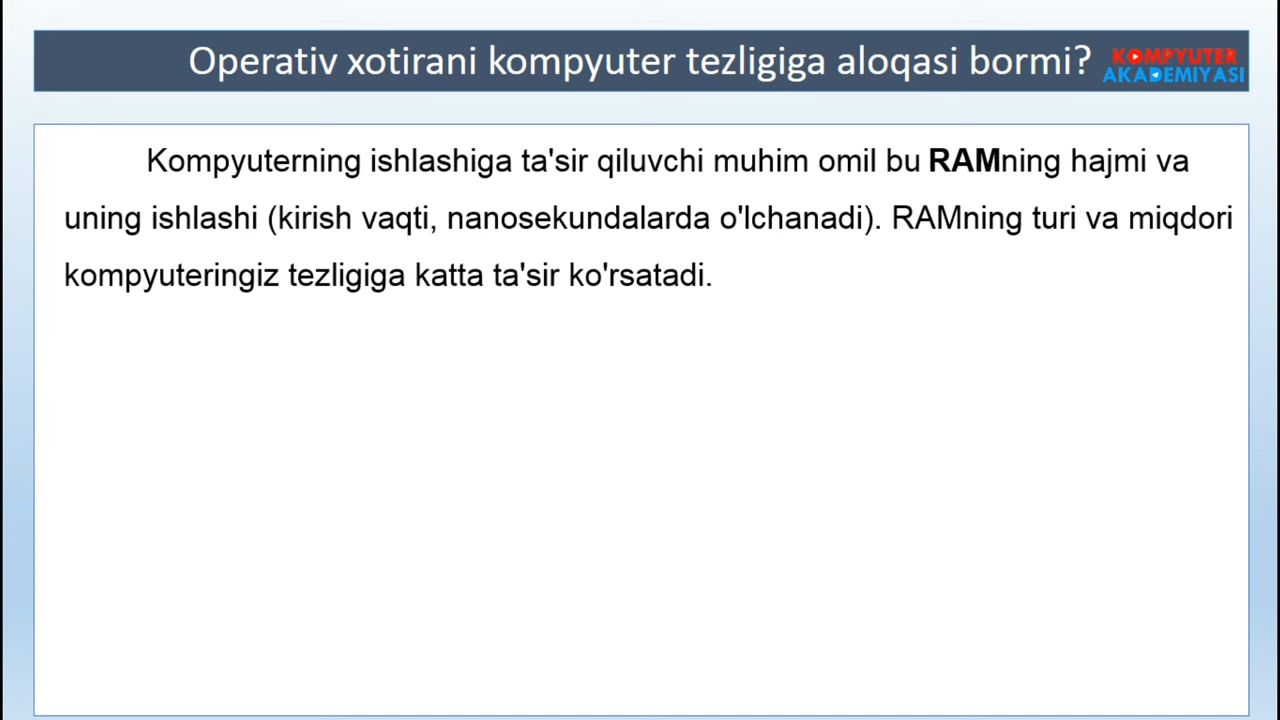 Operativ xotirani kompyuter tezligiga aloqasi bormi?
KOMPYUTER
AKADEMIYASI
Kompyuterning ishlashiga ta'sir qiluvchi muhim omil bu RAMning hajmi va
uning ishlashi (kirish vaqti, nanosekundalarda o'lchanadi). RAMning turi va miqdori
kompyuteringiz tezligiga katta ta'sir ko'rsatadi.